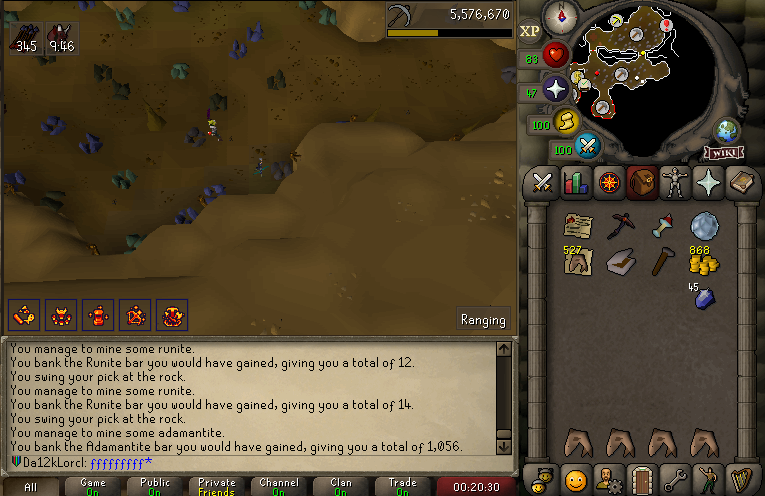 345 9:46
5,576,670
XP
83
47
100
100
WIKI
527
868
45
Ranging
You manage to mine some runite.
You bank the Runite bar you would have gained, giving you a total of 12.
You swing your pick at the rock.
You manage to mine some runite.
You bank the Runite bar you would have gained, giving you a total of 14.
You swing your pick at the rock.
You manage to mine some adamantite.
You bank the Adamantite bar you would have gained, giving you a total of 1,056.
Da12kLorcl: fffffffff*
All
Game
On
Public
On
Private
Friends
Channel
On
Clan
On
Trade
On
00:20:30